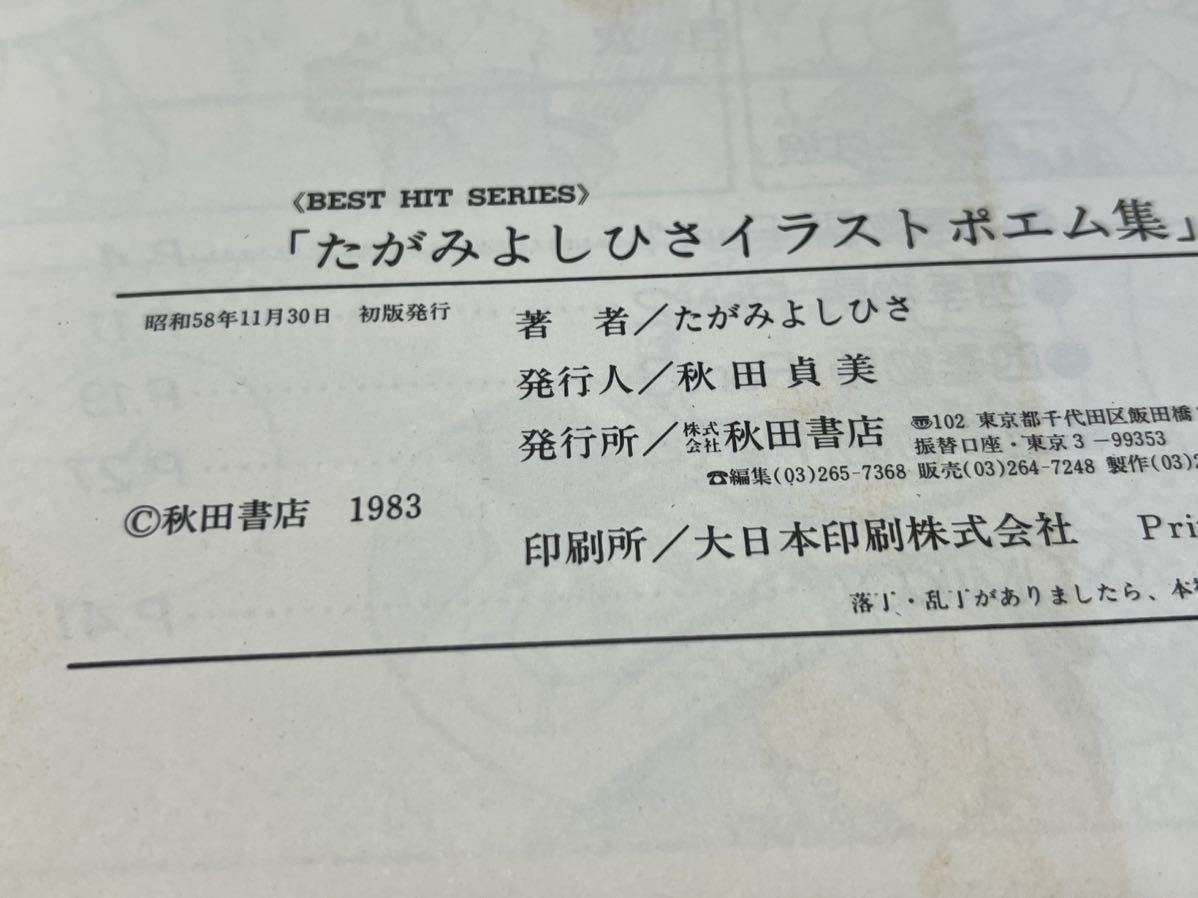 《BEST HIT SERIES》
「たがみよしひさイラストポエム集」
昭和58年11月30日　初版発行
著　者／たがみよしひさ
発行人／秋田貞美
発行所／株式会社秋田書店
〠102 東京都千代田区飯田橋
振替口座・東京3－99353
☎編集(03)265-7368 販売(03)264-7248 製作(03)
©秋田書店　1983
印刷所／大日本印刷株式会社　Pri
落丁・乱丁がありましたら、本
P.19
P.27
P.41